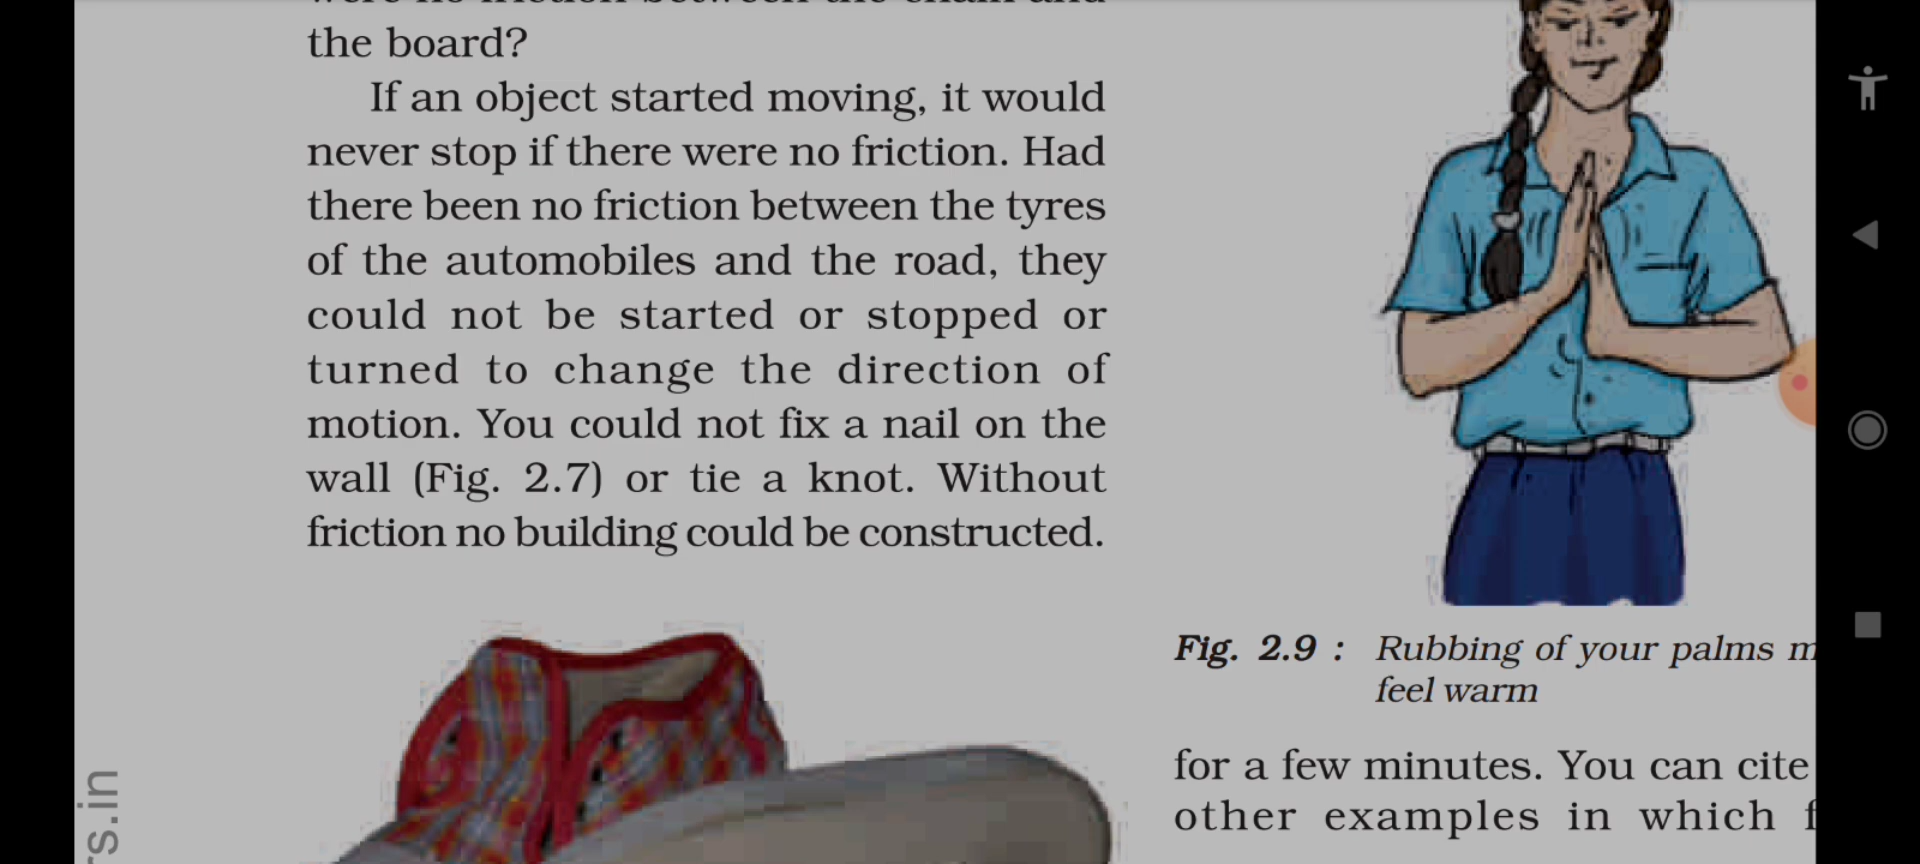 the board?
If an object started moving, it would
never stop if there were no friction. Had
there been no friction between the tyres
of the automobiles and the road, they
could not be started or stopped or
turned to change the direction of
motion. You could not fix a nail on the
wall (Fig. 2.7) or tie a knot. Without
friction no building could be constructed.
rs.in
Fig. 2.9 : Rubbing of your palms m
feel warm
for a few minutes. You can cite
other examples in which f